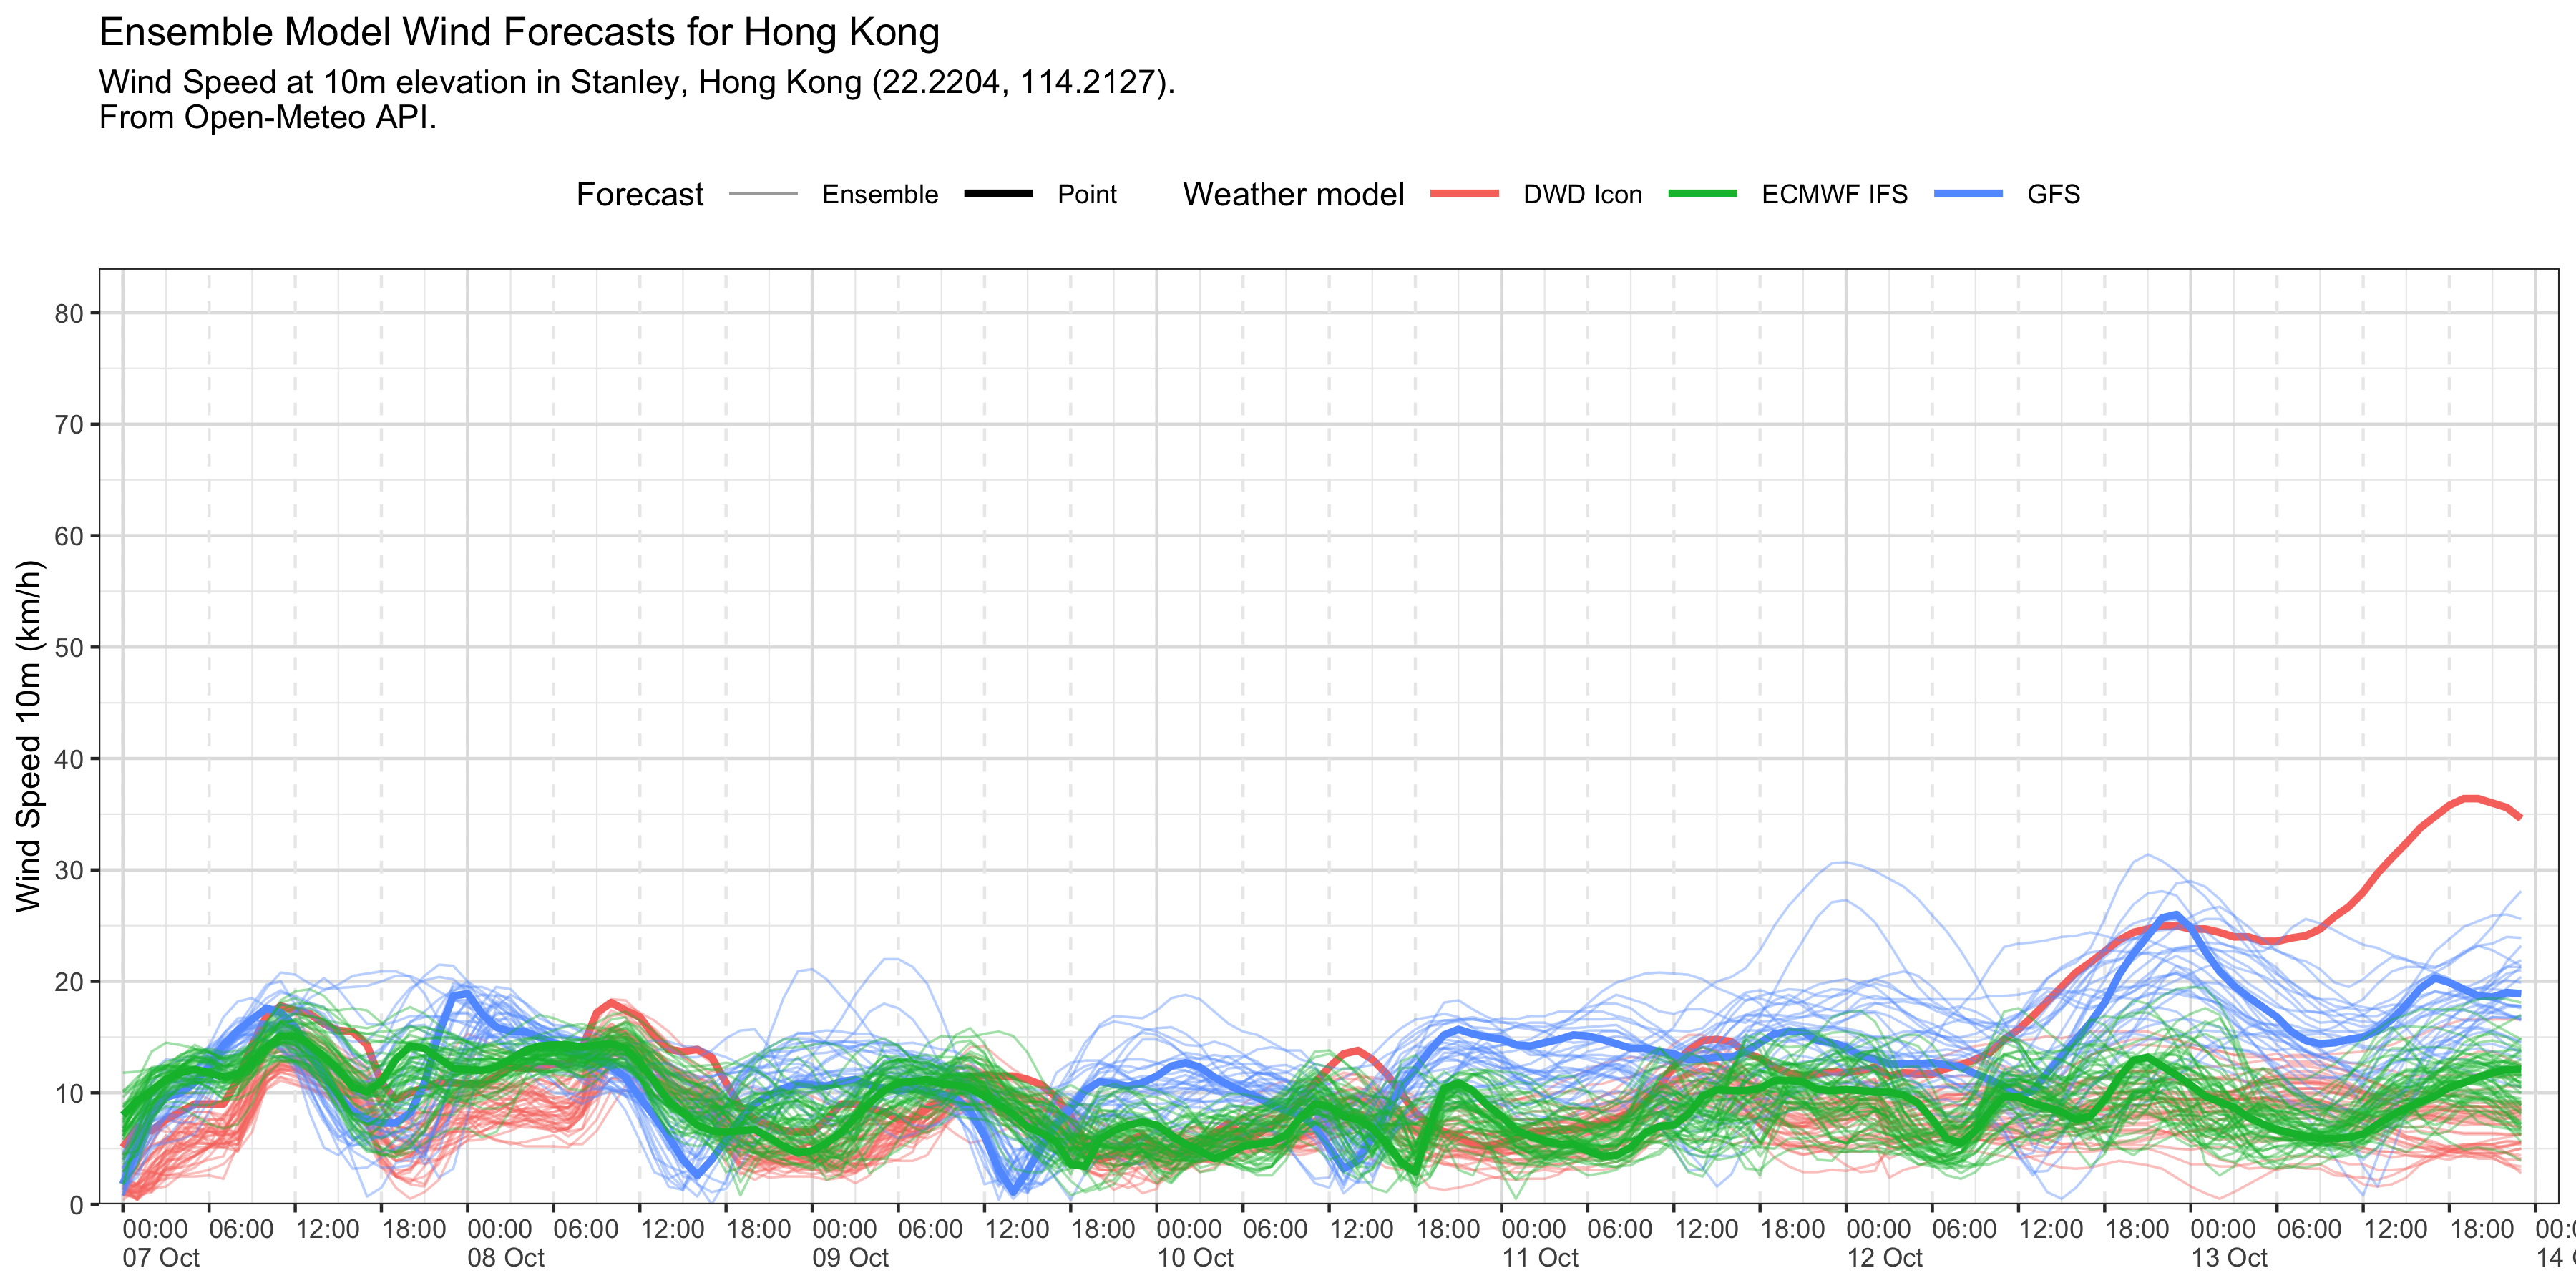 Ensemble Model Wind Forecasts for Hong Kong
Wind Speed at 10m elevation in Stanley, Hong Kong (22.2204, 114.2127).
From Open-Meteo API.
Forecast Ensemble Point Weather model DWD Icon ECMWF IFS GFS
Wind Speed 10m (km/h)
80
70
60
50
40
30
20
10
0
00:00 06:00 12:00 18:00 00:00 06:00 12:00 18:00 00:00 06:00 12:00 18:00 00:00 06:00 12:00 18:00 00:00 06:00 12:00 18:00 00:00 06:00 12:00 18:00 00:00 06:00 12:00 18:00
07 Oct 08 Oct 09 Oct 10 Oct 11 Oct 12 Oct 13 Oct 14